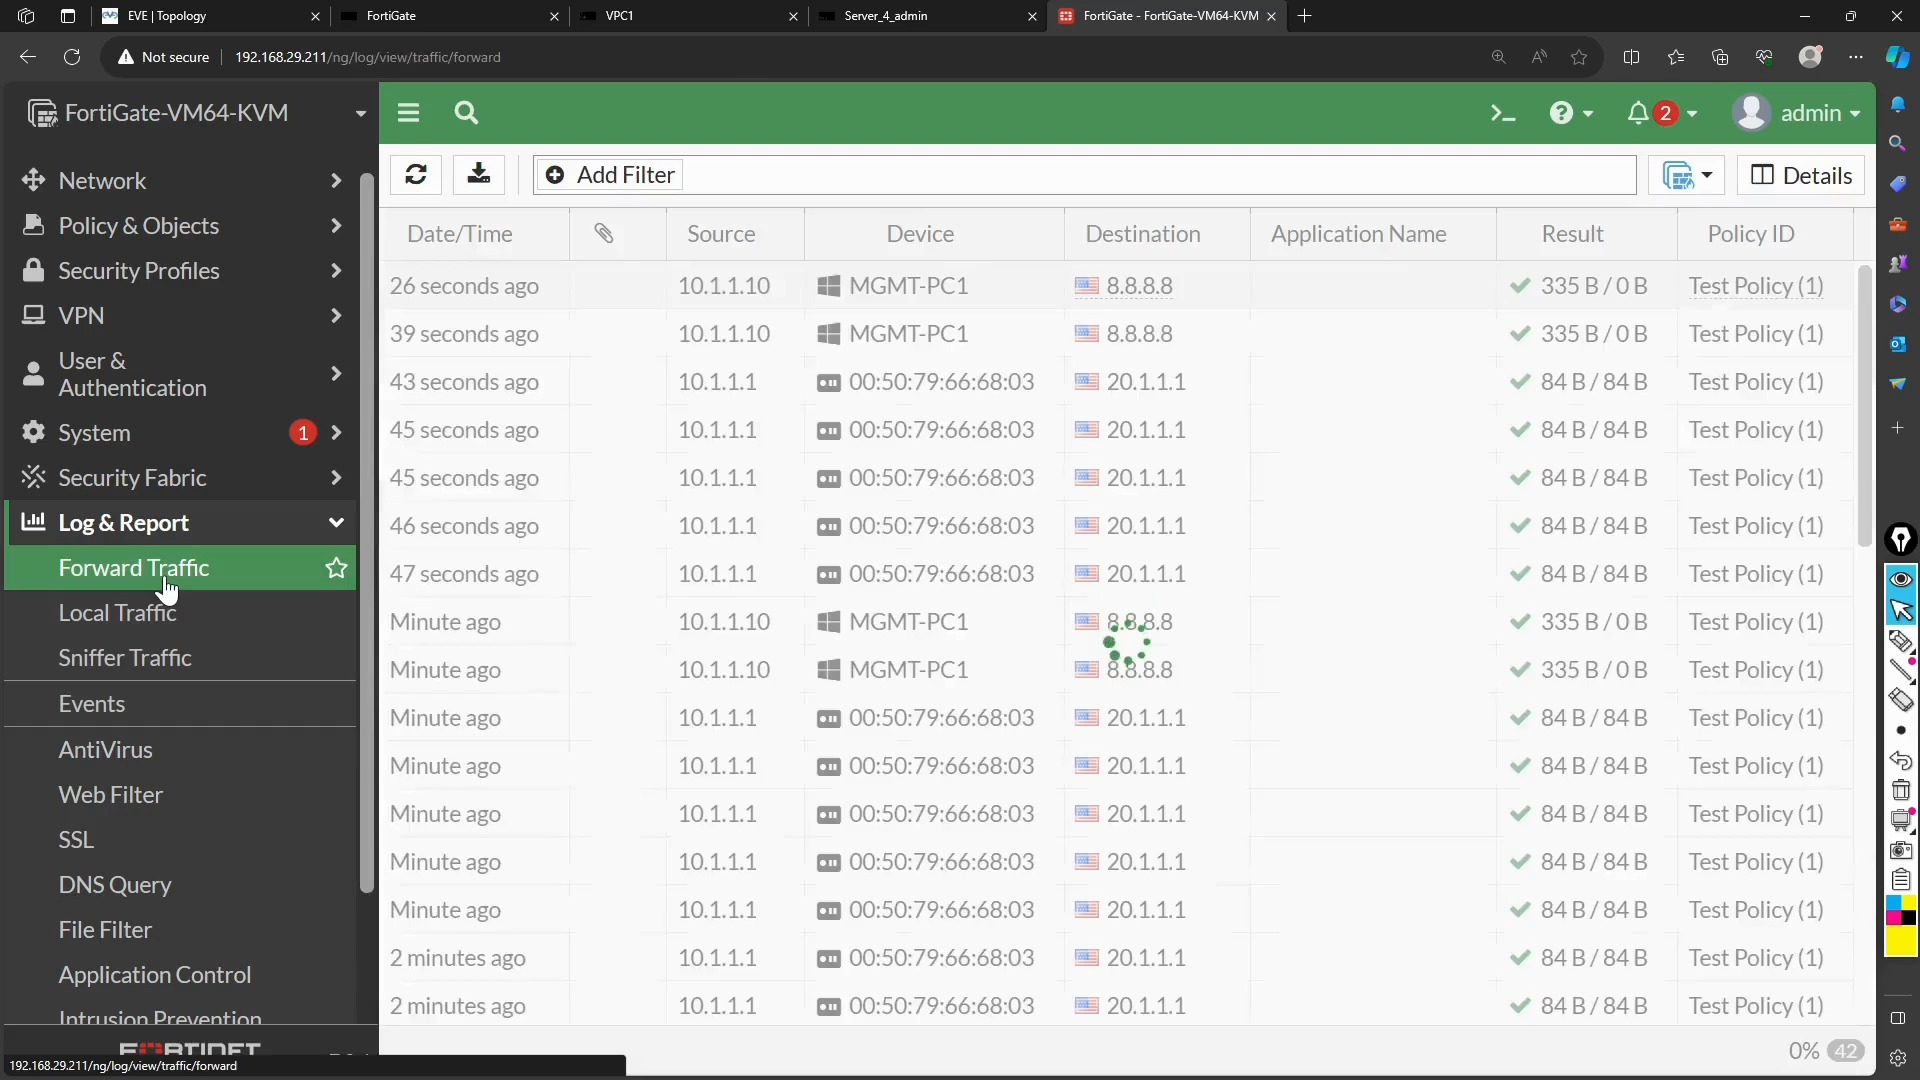 EVE | Topology
FortiGate
VPC1
Server_4_admin
FortiGate - FortiGate-VM64-KVM
Not secure
192.168.29.211/ng/log/view/traffic/forward
FortiGate-VM64-KVM
2
admin
Network
Policy & Objects
Security Profiles
VPN
User &
Authentication
System
1
Security Fabric
Log & Report
Forward Traffic
Local Traffic
Sniffer Traffic
Events
AntiVirus
Web Filter
SSL
DNS Query
File Filter
Application Control
Intrusion Prevention
FORTINET
192.168.29.211/ng/log/view/traffic/forward
Add Filter
Details
Date/Time Source Device Destination Application Name Result Policy ID
26 seconds ago 10.1.1.10 MGMT-PC1 8.8.8.8 335 B / 0 B Test Policy (1)
39 seconds ago 10.1.1.10 MGMT-PC1 8.8.8.8 335 B / 0 B Test Policy (1)
43 seconds ago 10.1.1.1 00:50:79:66:68:03 20.1.1.1 84 B / 84 B Test Policy (1)
45 seconds ago 10.1.1.1 00:50:79:66:68:03 20.1.1.1 84 B / 84 B Test Policy (1)
45 seconds ago 10.1.1.1 00:50:79:66:68:03 20.1.1.1 84 B / 84 B Test Policy (1)
46 seconds ago 10.1.1.1 00:50:79:66:68:03 20.1.1.1 84 B / 84 B Test Policy (1)
47 seconds ago 10.1.1.1 00:50:79:66:68:03 20.1.1.1 84 B / 84 B Test Policy (1)
Minute ago 10.1.1.10 MGMT-PC1 8.8.8.8 335 B / 0 B Test Policy (1)
Minute ago 10.1.1.10 MGMT-PC1 8.8.8.8 335 B / 0 B Test Policy (1)
Minute ago 10.1.1.1 00:50:79:66:68:03 20.1.1.1 84 B / 84 B Test Policy (1)
Minute ago 10.1.1.1 00:50:79:66:68:03 20.1.1.1 84 B / 84 B Test Policy (1)
Minute ago 10.1.1.1 00:50:79:66:68:03 20.1.1.1 84 B / 84 B Test Policy (1)
Minute ago 10.1.1.1 00:50:79:66:68:03 20.1.1.1 84 B / 84 B Test Policy (1)
Minute ago 10.1.1.1 00:50:79:66:68:03 20.1.1.1 84 B / 84 B Test Policy (1)
2 minutes ago 10.1.1.1 00:50:79:66:68:03 20.1.1.1 84 B / 84 B Test Policy (1)
2 minutes ago 10.1.1.1 00:50:79:66:68:03 20.1.1.1 84 B / 84 B Test Policy (1)
0% 42